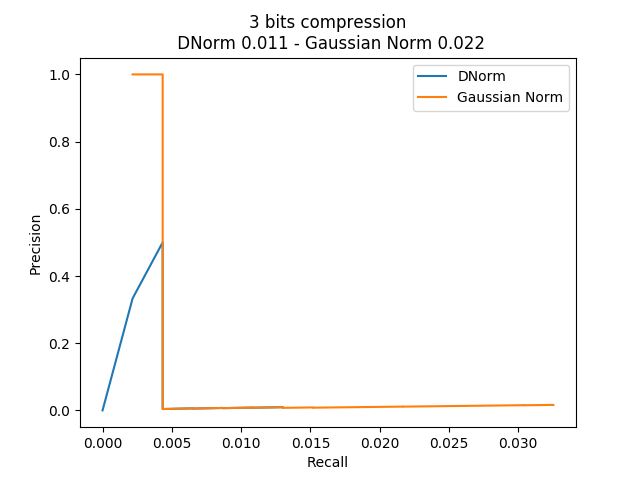 3 bits compression
DNorm 0.011 - Gaussian Norm 0.022
DNorm
Gaussian Norm
1.0
0.8
0.6
0.4
0.2
0.0
Precision
0.000 0.005 0.010 0.015 0.020 0.025 0.030
Recall